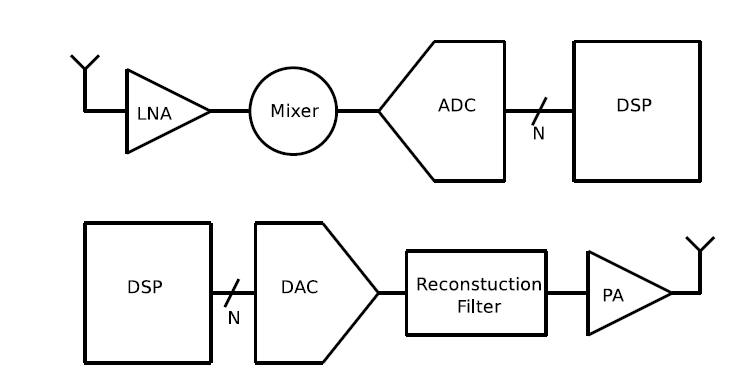 LNA
Mixer
ADC
N
DSP
DSP
N
DAC
Reconstuction
Filter
PA